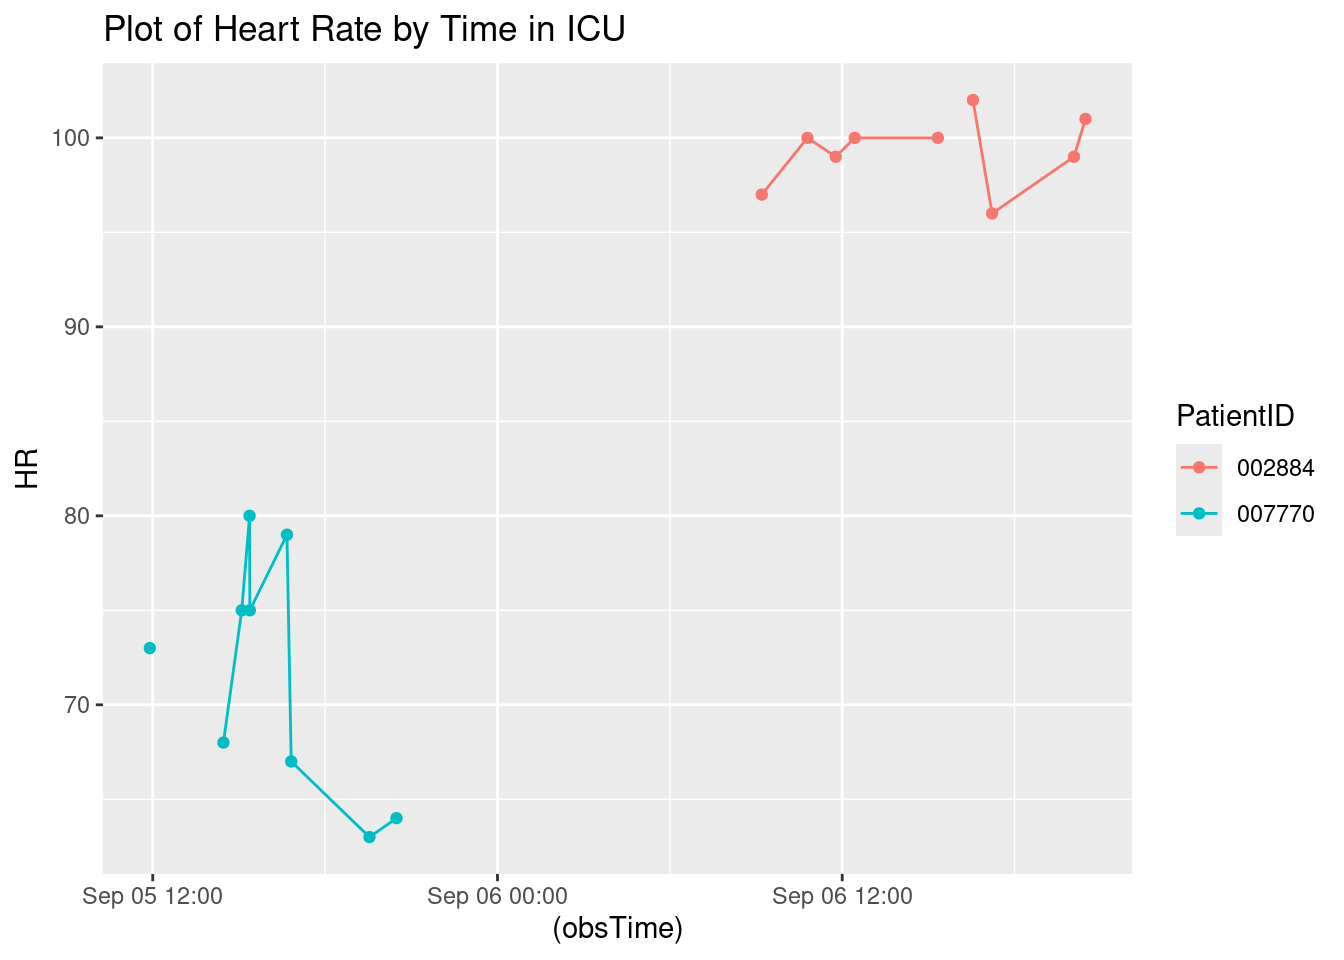 Plot of Heart Rate by Time in ICU
100
90
80
70
HR
Sep 05 12:00
Sep 06 00:00
Sep 06 12:00
(obsTime)
PatientID
002884
007770